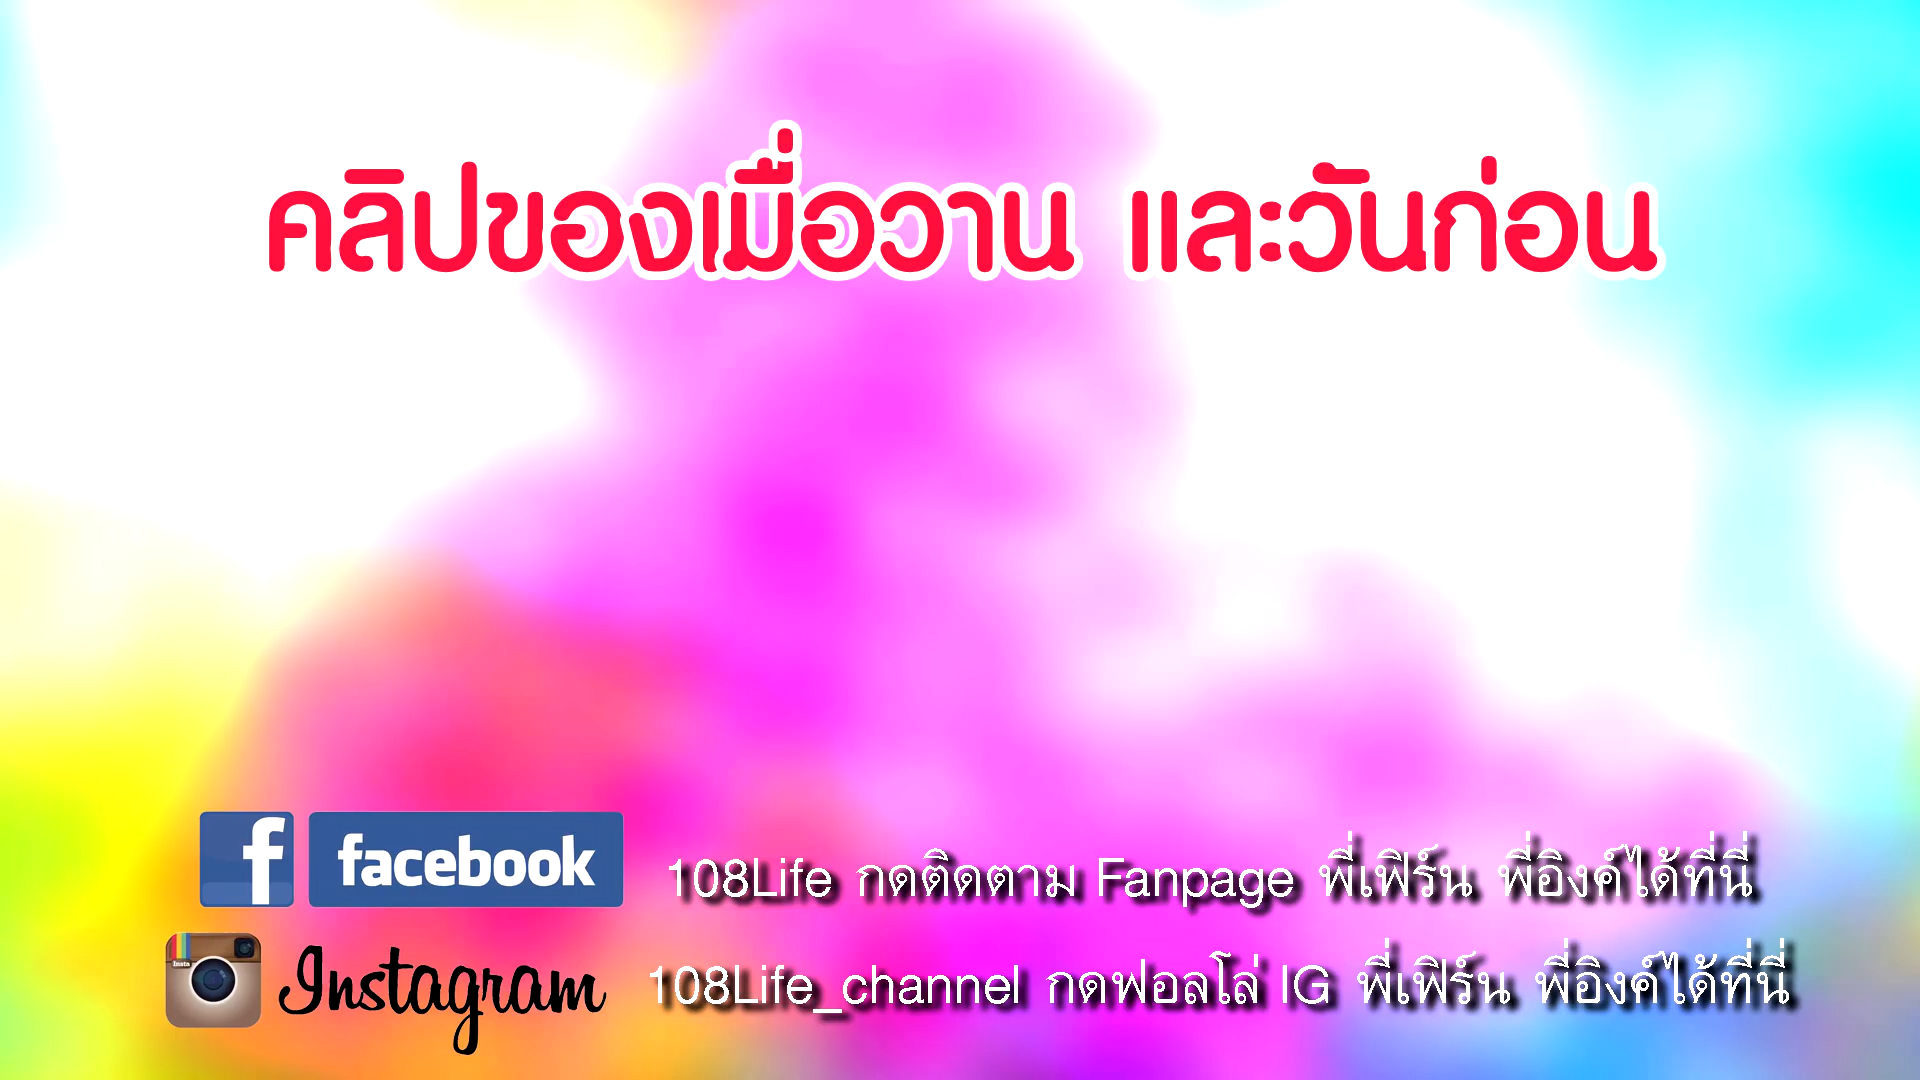 คลิปของเมื่อวาน และวันก่อน
f facebook 108Life กดติดตาม Fanpage พี่เฟิร์น พี่อิงค์ได้ที่นี่
Insta Instagram 108Life_channel กดฟอลโล่ IG พี่เฟิร์น พี่อิงค์ได้ที่นี่